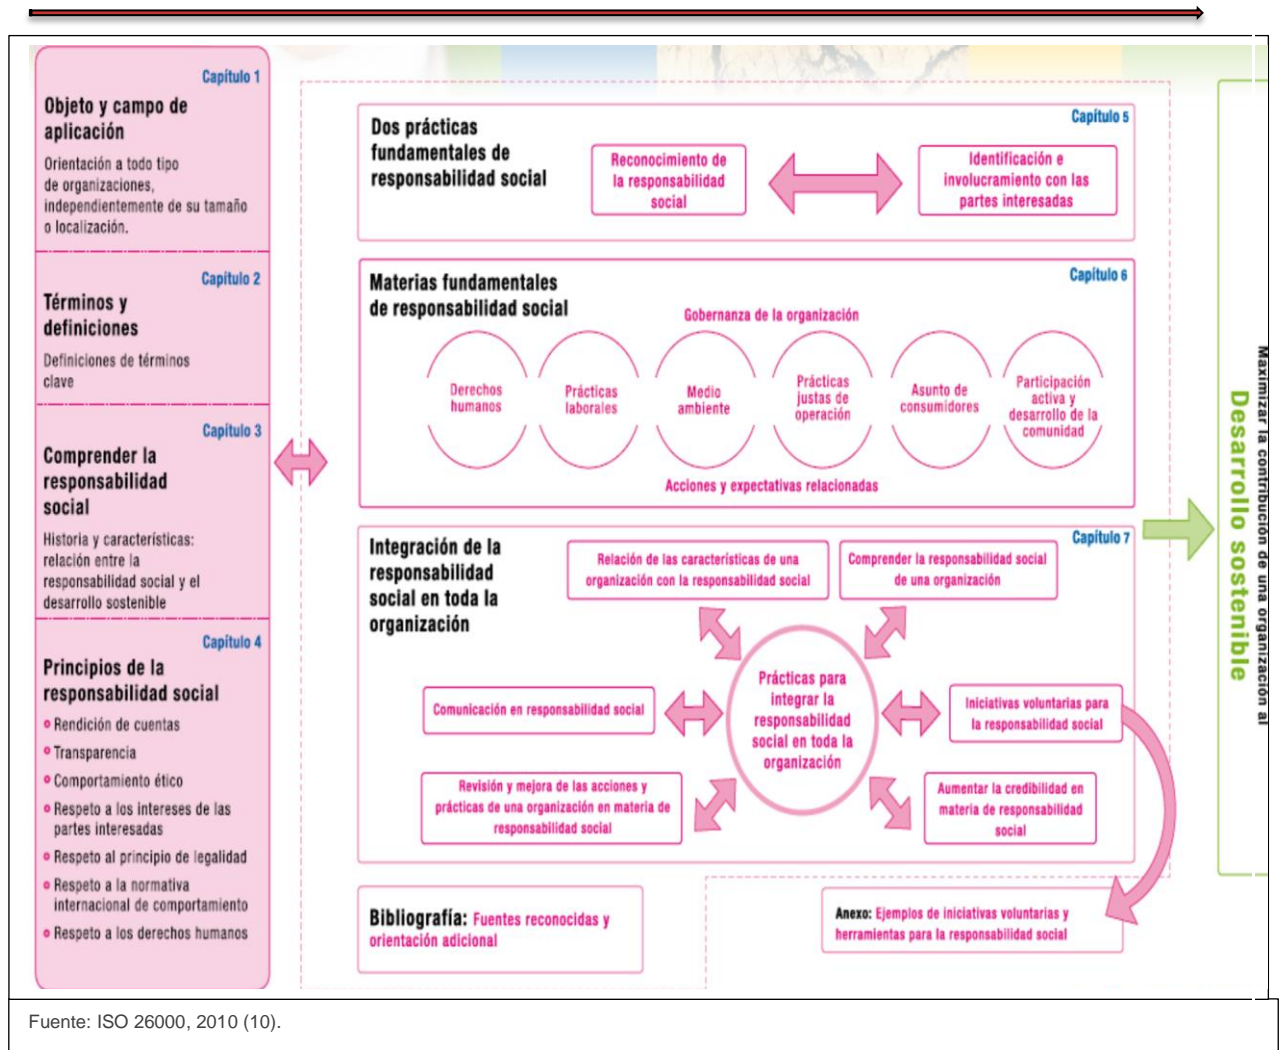 Capítulo 1
Objeto y campo de
aplicación
Orientación a todo tipo
de organizaciones,
independientemente de su tamaño
o localización.
Capítulo 2
Términos y
definiciones
Definiciones de términos
clave
Capítulo 3
Comprender la
responsabilidad
social
Historia y características:
relación entre la
responsabilidad social y el
desarrollo sostenible
Capítulo 4
Principios de la
responsabilidad social
Rendición de cuentas
Transparencia
Comportamiento ético
Respeto a los intereses de las
partes interesadas
Respeto al principio de legalidad
Respeto a la normativa
internacional de comportamiento
Respeto a los derechos humanos
Capítulo 5
Dos prácticas
fundamentales de
responsabilidad social
Reconocimiento de
la responsabilidad
social
Identificación e
involucramiento con las
partes interesadas
Capítulo 6
Materias fundamentales
de responsabilidad social
Gobernanza de la organización
Derechos
humanos
Prácticas
laborales
Medio
ambiente
Prácticas
justas de
operación
Asunto de
consumidores
Participación
activa y
desarrollo de la
comunidad
Acciones y expectativas relacionadas
Capítulo 7
Integración de la
responsabilidad
social en toda la
organización
Relación de las características de una
organización con la responsabilidad social
Comprender la responsabilidad social
de una organización
Prácticas para
integrar la
responsabilidad
social en toda la
organización
Comunicación en responsabilidad social
Iniciativas voluntarias para
la responsabilidad social
Revisión y mejora de las acciones y
prácticas de una organización en materia de
responsabilidad social
Aumentar la credibilidad en
materia de responsabilidad
social
Bibliografía: Fuentes reconocidas y
orientación adicional
Anexo: Ejemplos de iniciativas voluntarias y
herramientas para la responsabilidad social
Maximizar la contribución de una organización al
Desarrollo sostenible
Fuente: ISO 26000, 2010 (10).